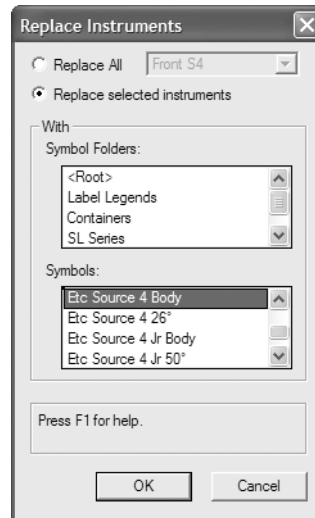 Replace Instruments
Replace All Front S4
Replace selected instruments
With
Symbol Folders:
<Root>
Label Legends
Containers
SL Series
Symbols:
Etc Source 4 Body
Etc Source 4 26°
Etc Source 4 Jr Body
Etc Source 4 Jr 50°
Press F1 for help.
OK Cancel